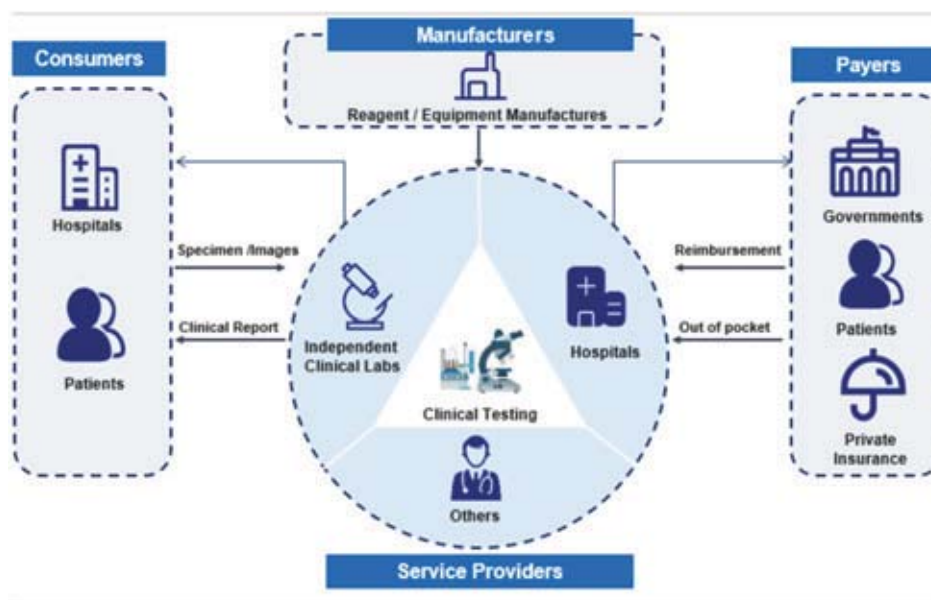 Manufacturers
Consumers
Payers
Reagent / Equipment Manufactures
Hospitals
Patients
Specimen /Images
Clinical Report
Independent
Clinical Labs
Clinical Testing
Hospitals
Others
Reimbursement
Out of pocket
Governments
Patients
Private
Insurance
Service Providers